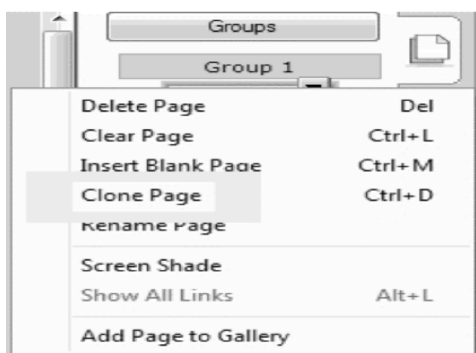 Groups
Group 1
Delete Page Del
Clear Page Ctrl+L
Insert Blank Page Ctrl+M
Clone Page Ctrl+D
Rename Page
Screen Shade
Show All Links Alt+L
Add Page to Gallery